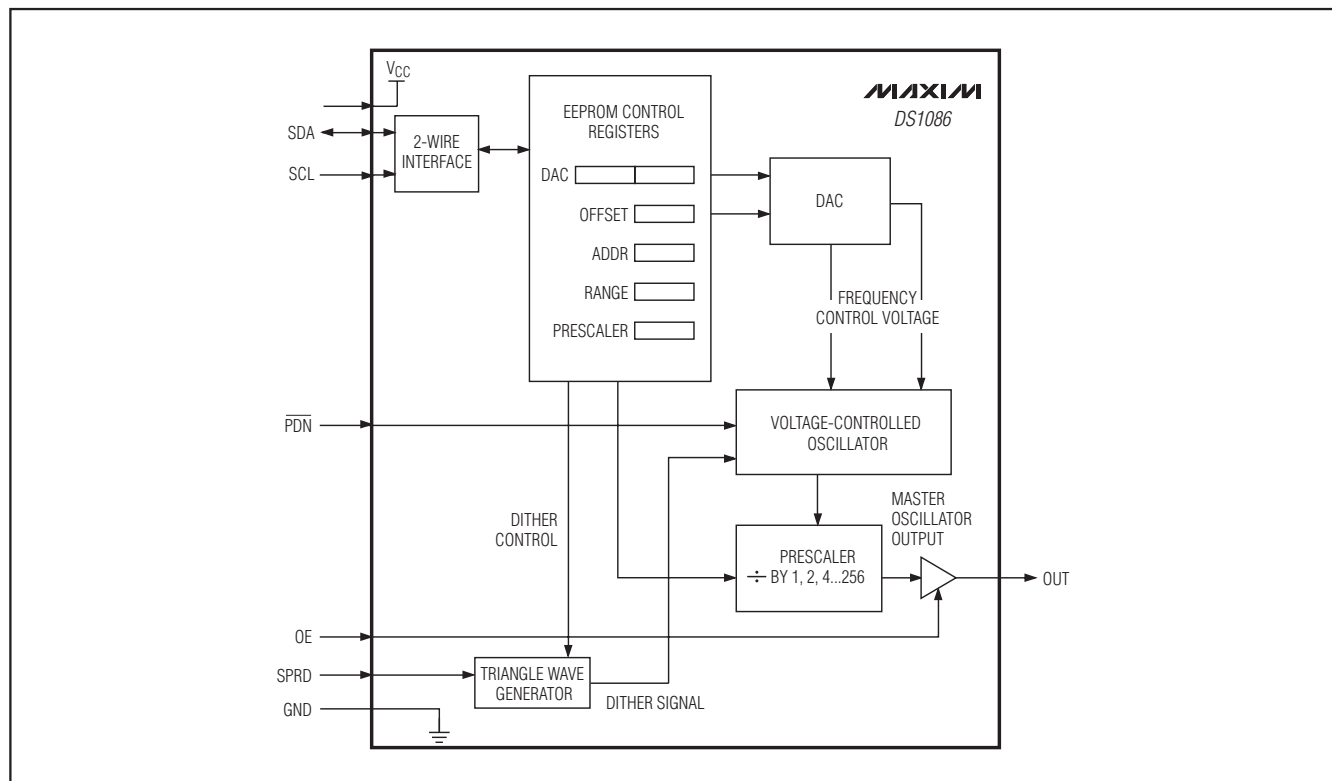 VCC
MAXIM
DS1086
SDA
SCL
2-WIRE
INTERFACE
EEPROM CONTROL
REGISTERS
DAC
OFFSET
ADDR
RANGE
PRESCALER
DAC
FREQUENCY
CONTROL VOLTAGE
PDN
VOLTAGE-CONTROLLED
OSCILLATOR
DITHER
CONTROL
MASTER
OSCILLATOR
OUTPUT
PRESCALER
÷ BY 1, 2, 4...256
OUT
OE
SPRD
GND
TRIANGLE WAVE
GENERATOR
DITHER SIGNAL